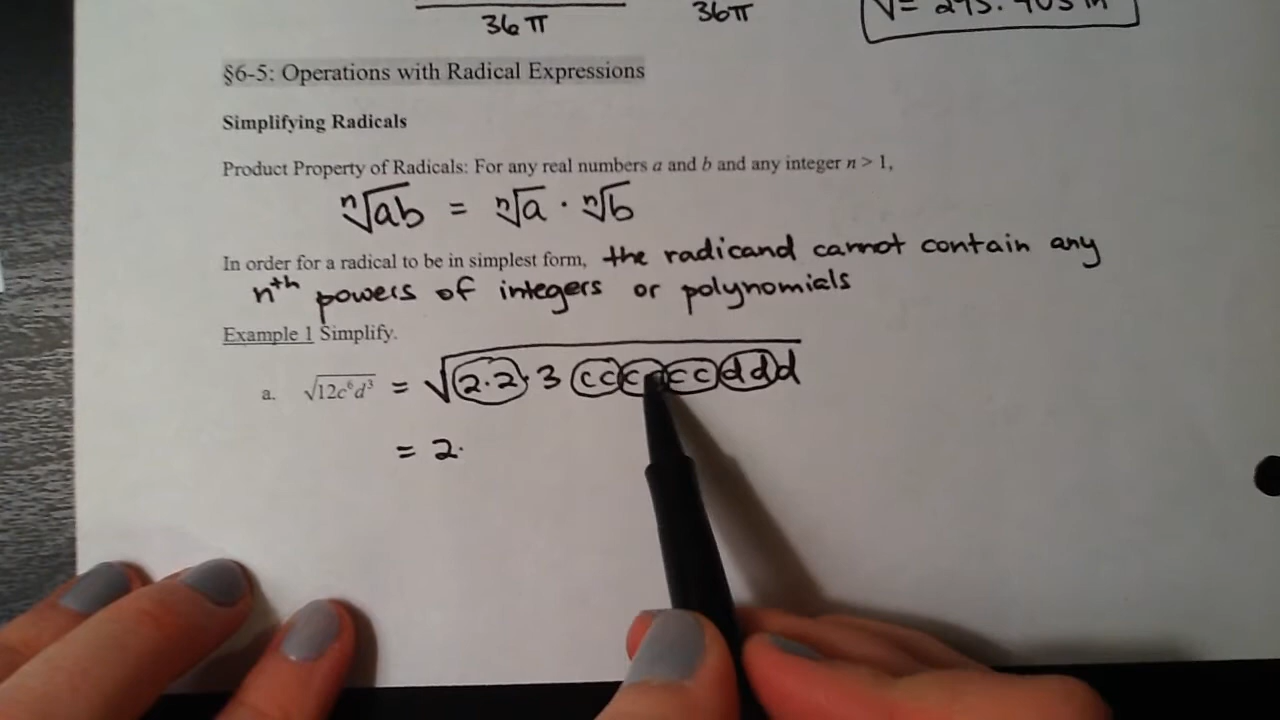 36π 36π
§6-5: Operations with Radical Expressions
Simplifying Radicals
Product Property of Radicals: For any real numbers a and b and any integer n > 1,
ⁿ√ab = ⁿ√a · ⁿ√b
In order for a radical to be in simplest form, the radicand cannot contain any
nᵗʰ powers of integers or polynomials
Example 1 Simplify.
a. √12c⁶d³ = √2·2·3 cccccc ddd
= 2·